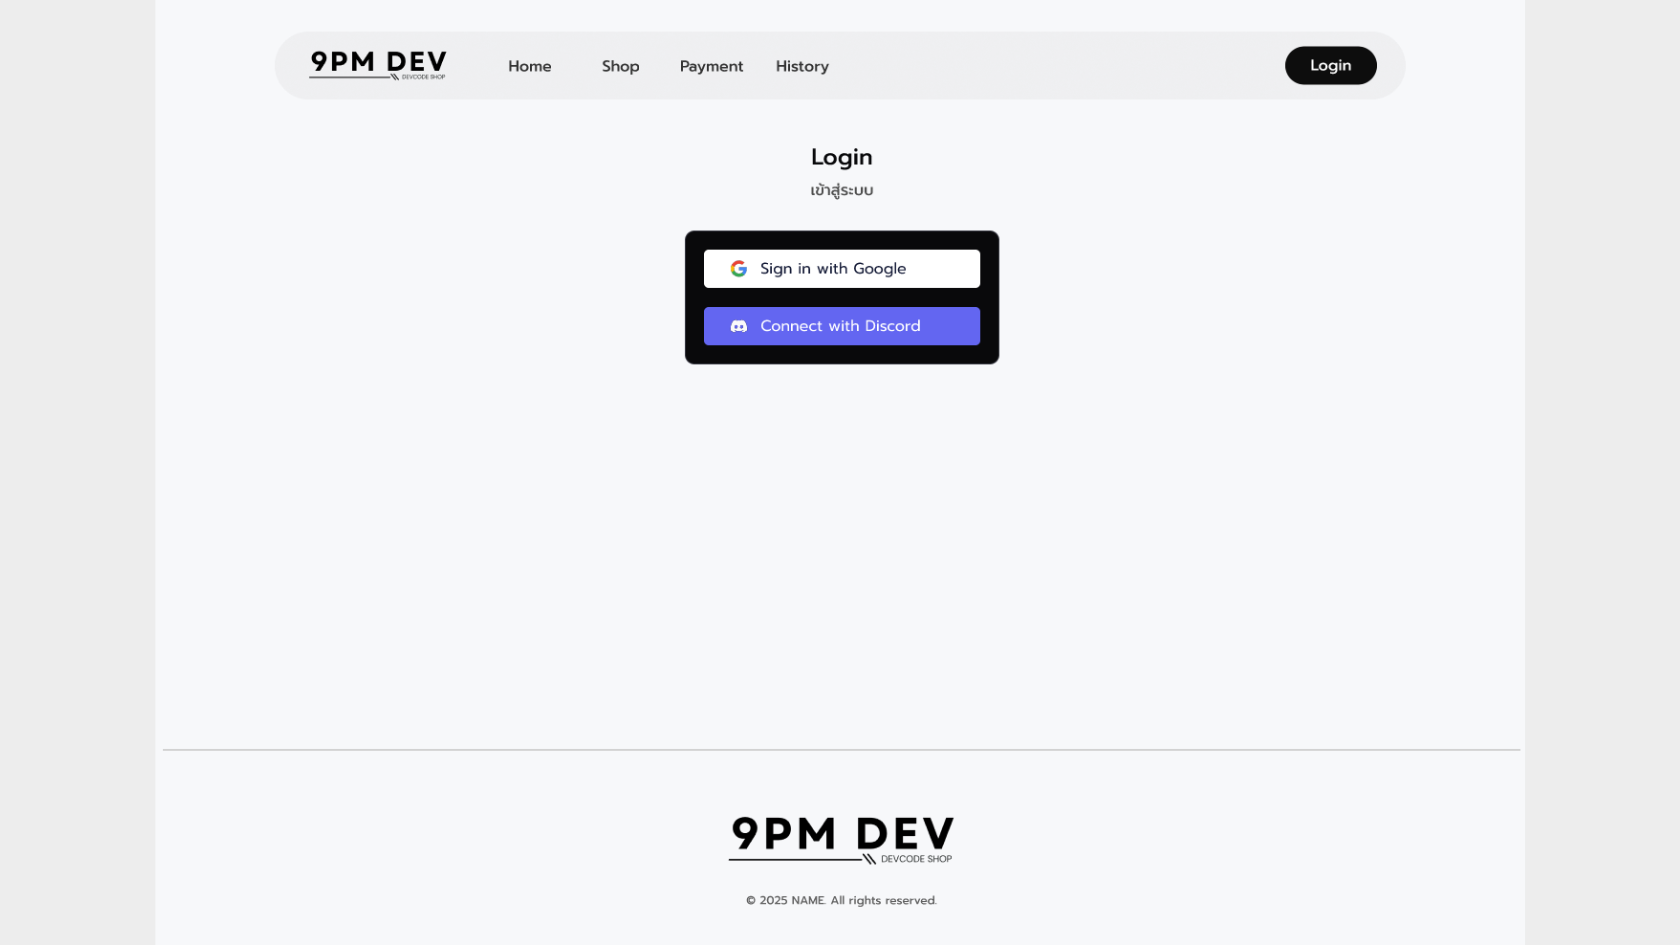 9PM DEV
DEVCODE SHOP
Home Shop Payment History
Login
Login
เข้าสู่ระบบ
Sign in with Google
Connect with Discord
9PM DEV
DEVCODE SHOP
© 2025 NAME. All rights reserved.